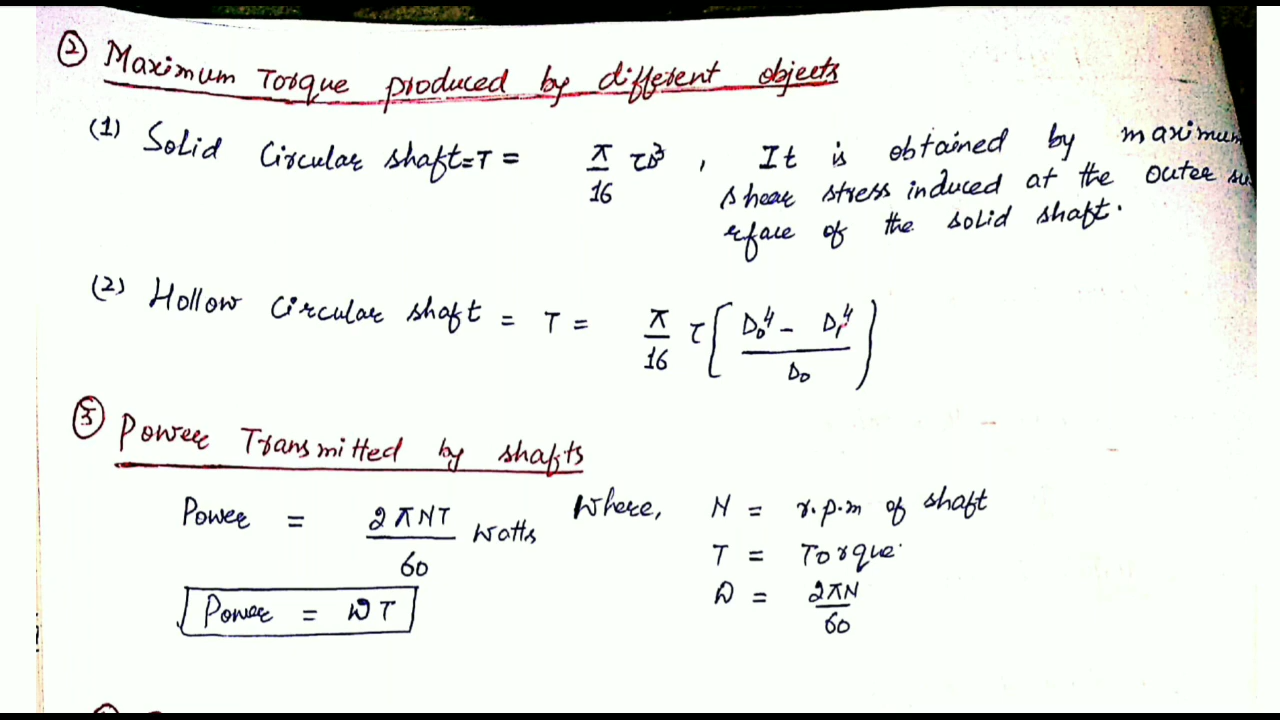 ② Maximum Torque produced by different objects
(1) Solid Circular shaft = T = π/16 τD³ , It is obtained by maximum
shear stress induced at the outer su
rface of the solid shaft.
(2) Hollow circular shaft = T = π/16 τ[ D₀⁴ - Dᵢ⁴ / D₀ ]
③ Power Transmitted by shafts
Power = 2πNT/60 watts Where, N = r.p.m of shaft
T = Torque.
Power = ωT ω = 2πN/60